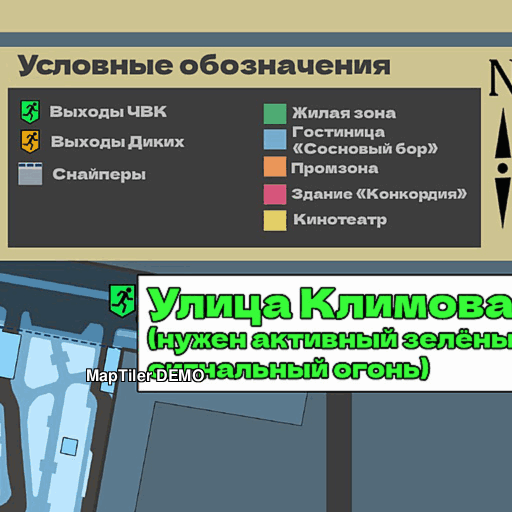 Условные обозначения
N
Выходы ЧВК
Выходы Диких
Снайперы
Жилая зона
Гостиница
«Сосновый бор»
Промзона
Здание «Конкордия»
Кинотеатр
Улица Климова
(нужен активный зелёны
сигнальный огонь)
MapTiler DEMO